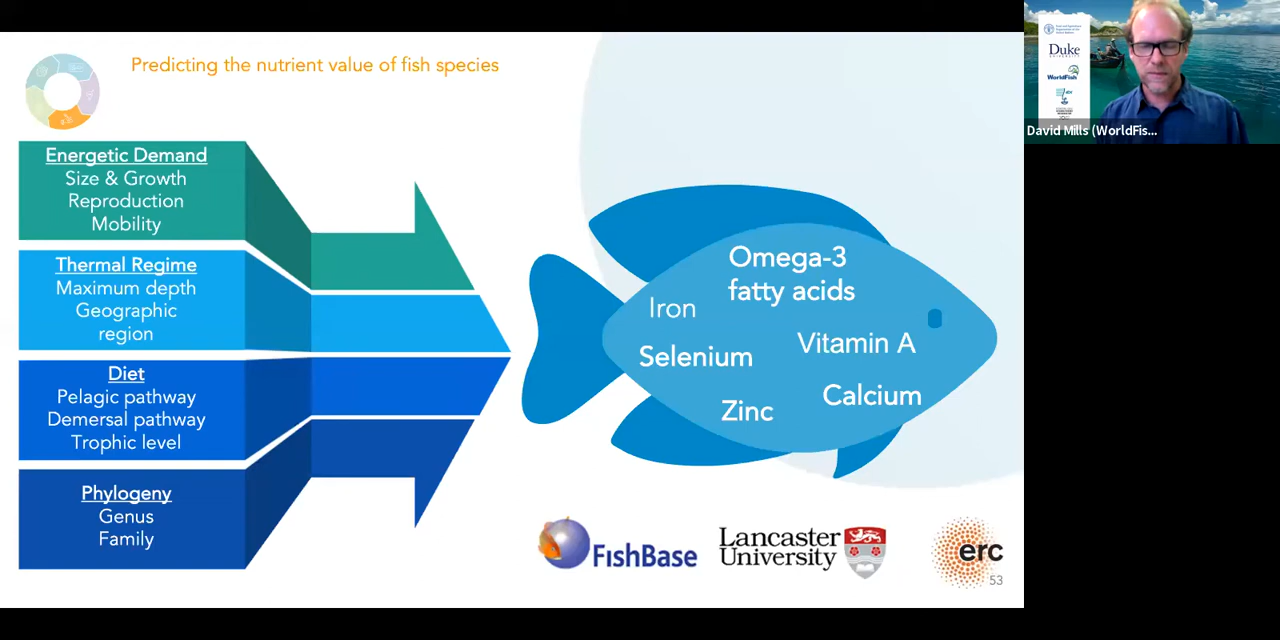 Predicting the nutrient value of fish species
Energetic Demand
Size & Growth
Reproduction
Mobility
Thermal Regime
Maximum depth
Geographic
region
Diet
Pelagic pathway
Demersal pathway
Trophic level
Phylogeny
Genus
Family
Omega-3
fatty acids
Iron
Vitamin A
Selenium
Calcium
Zinc
FishBase
Lancaster
University
erc
53
Duke
WorldFish
David Mills (WorldFis...